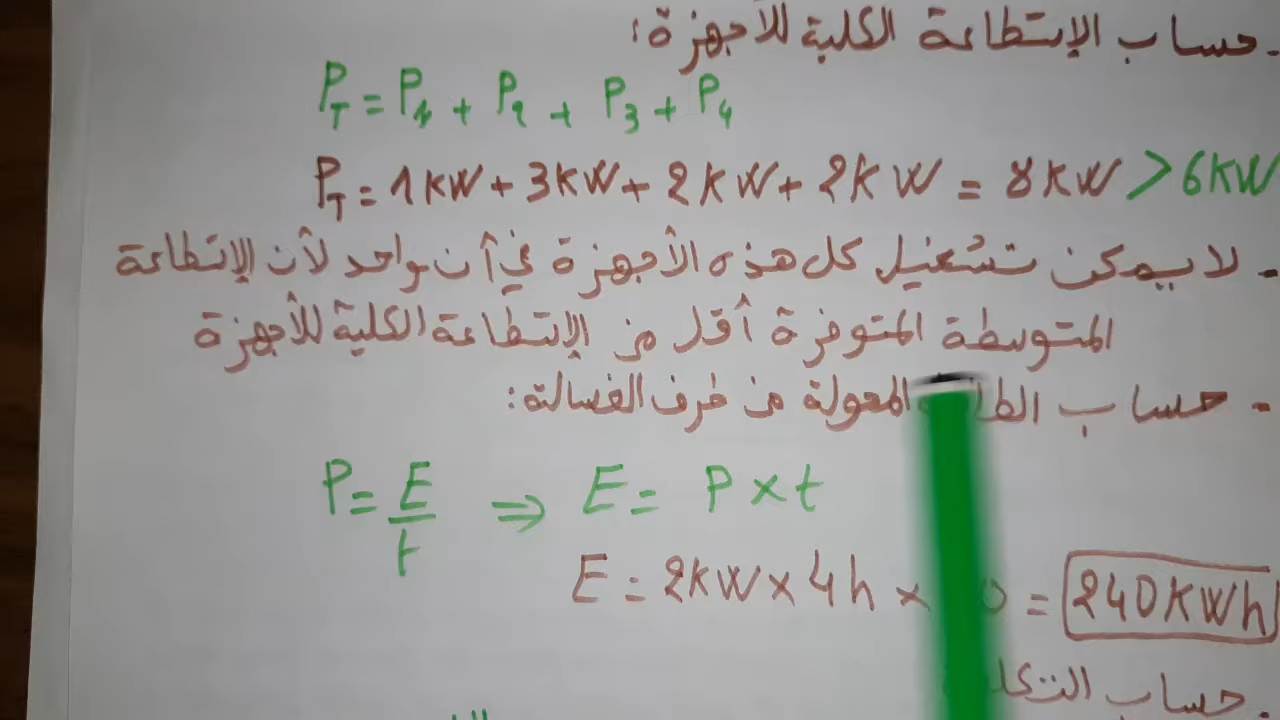 - حساب الإستطاعة الكلية للأجهزة:
P_T = P_1 + P_2 + P_3 + P_4
P_T = 1KW + 3KW + 2KW + 2KW = 8KW > 6KW
- لا يمكن تشغيل كل هذه الأجهزة في آن واحد لأن الإستطاعة
المتوسطة المتوفرة أقل من الإستطاعة الكلية للأجهزة
- حساب المحولة من طرف الغسالة:
P = E/t ⇒ E = P × t
E = 2KW × 4h × = 240KWh
- حساب